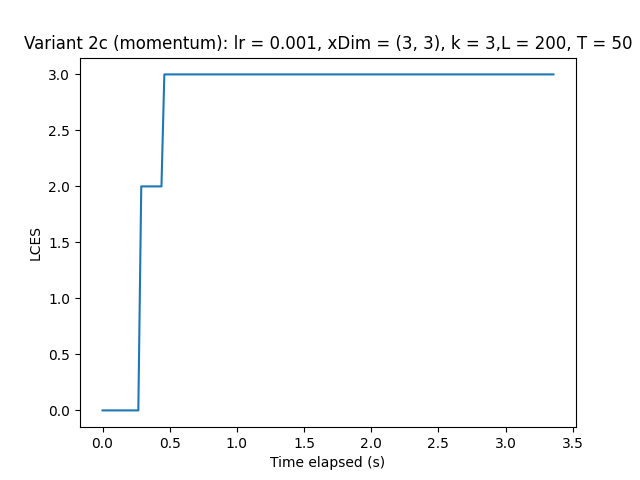 Variant 2c (momentum): lr = 0.001, xDim = (3, 3), k = 3,L = 200, T = 50
3.0
2.5
2.0
1.5
1.0
0.5
0.0
LCES
0.0 0.5 1.0 1.5 2.0 2.5 3.0 3.5
Time elapsed (s)